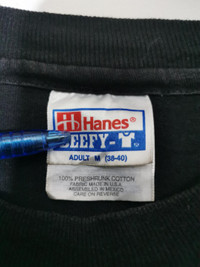 Hanes®
BEEFY-T®
ADULT M (38-40)
100% PRESHRUNK COTTON
FABRIC MADE IN U.S.A.
ASSEMBLED IN MEXICO
CARE ON REVERSE